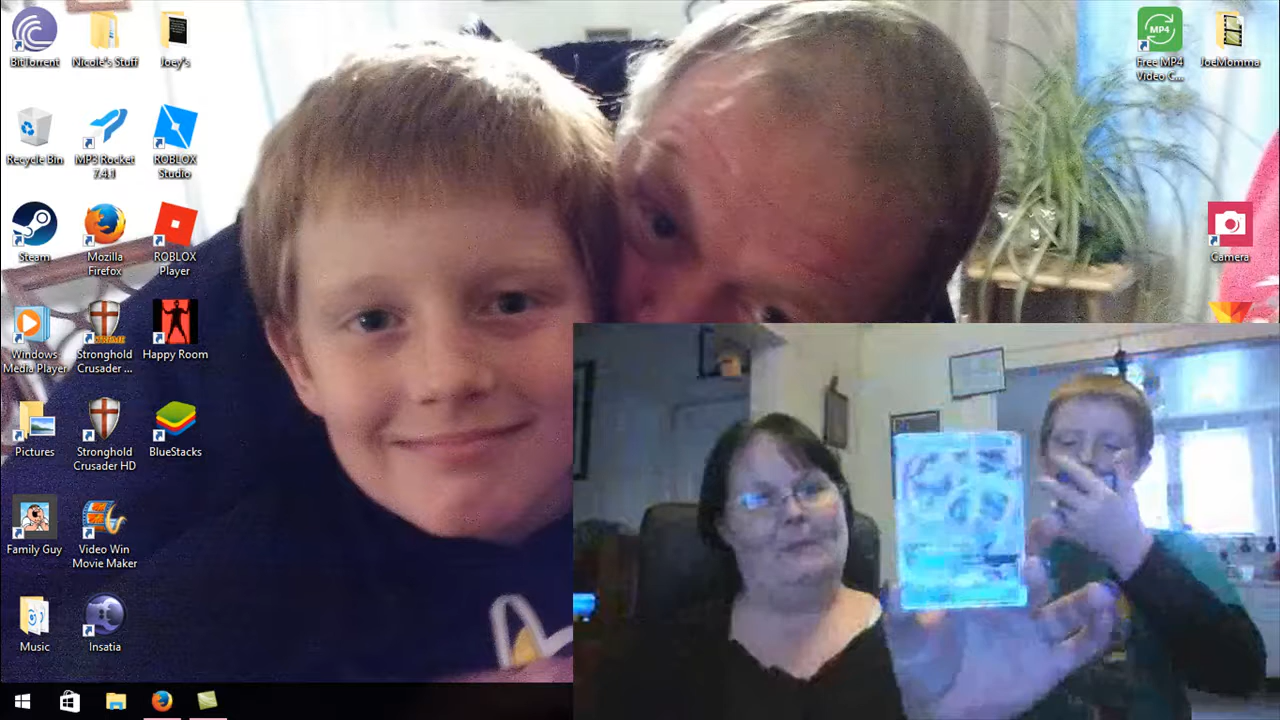 BitTorrent
Nicole's Stuff
Joey's
MP4
Free MP4
Video C...
JoeMomma
Recycle Bin
MP3 Rocket
7.4.1
ROBLOX
Studio
Steam
Mozilla
Firefox
ROBLOX
Player
Camera
Windows
Media Player
Stronghold
Crusader ...
Happy Room
Pictures
Stronghold
Crusader HD
BlueStacks
Family Guy
Video Win
Movie Maker
Music
Insatia